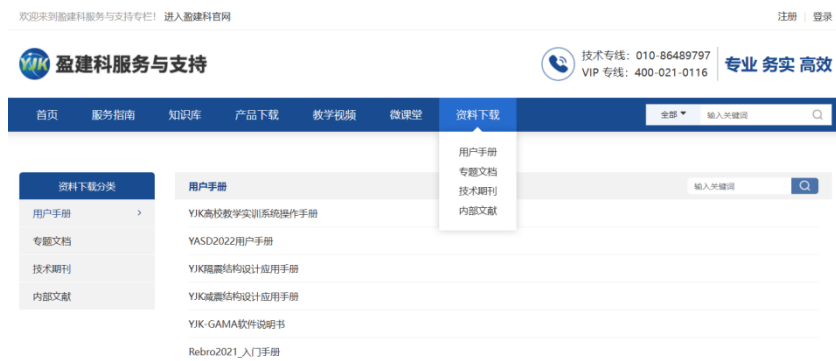 欢迎来到盈建科服务与支持专栏! 进入盈建科官网
注册 登录
YJK 盈建科服务与支持
技术专线: 010-86489797
VIP 专线: 400-021-0116
专业 务实 高效
首页 服务指南 知识库 产品下载 教学视频 微课堂 资料下载 全部 输入关键词
用户手册
专题文档
技术期刊
内部文献
资料下载分类
用户手册 >
专题文档
技术期刊
内部文献
用户手册 输入关键词
YJK高校教学实训系统操作手册
YASD2022用户手册
YJK隔震结构设计应用手册
YJK减震结构设计应用手册
YJK-GAMA软件说明书
Rebro2021_入门手册